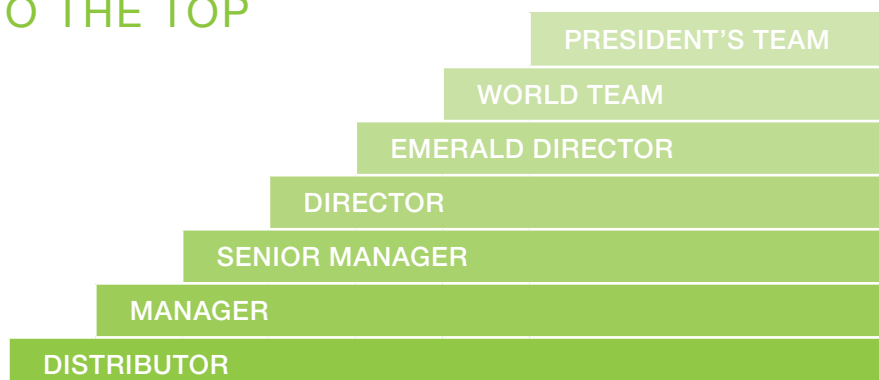 O THE TOP
PRESIDENT'S TEAM
WORLD TEAM
EMERALD DIRECTOR
DIRECTOR
SENIOR MANAGER
MANAGER
DISTRIBUTOR